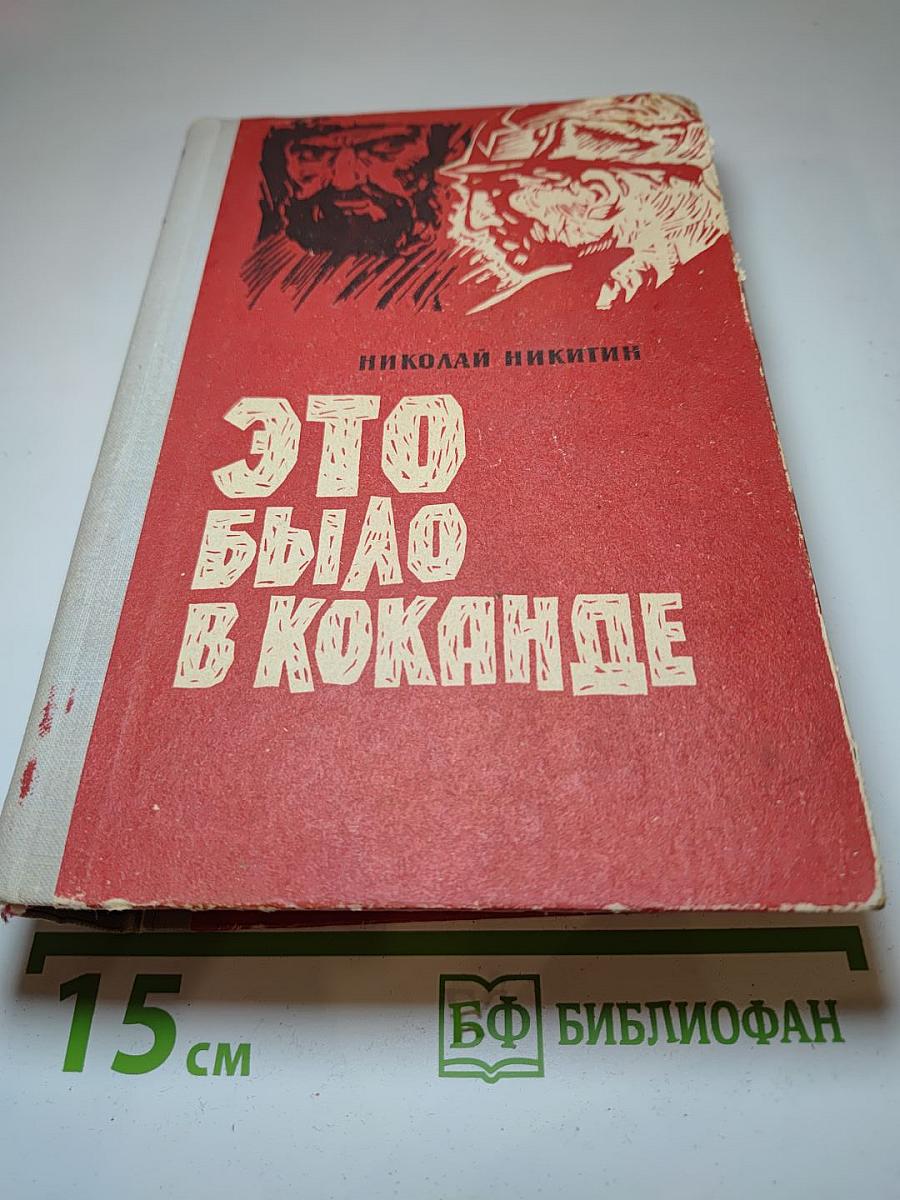 НИКОЛАЙ НИКИТИН
ЭТО
БЫЛО
В КОКАНДЕ
15 см
БФ БИБЛИОФАН